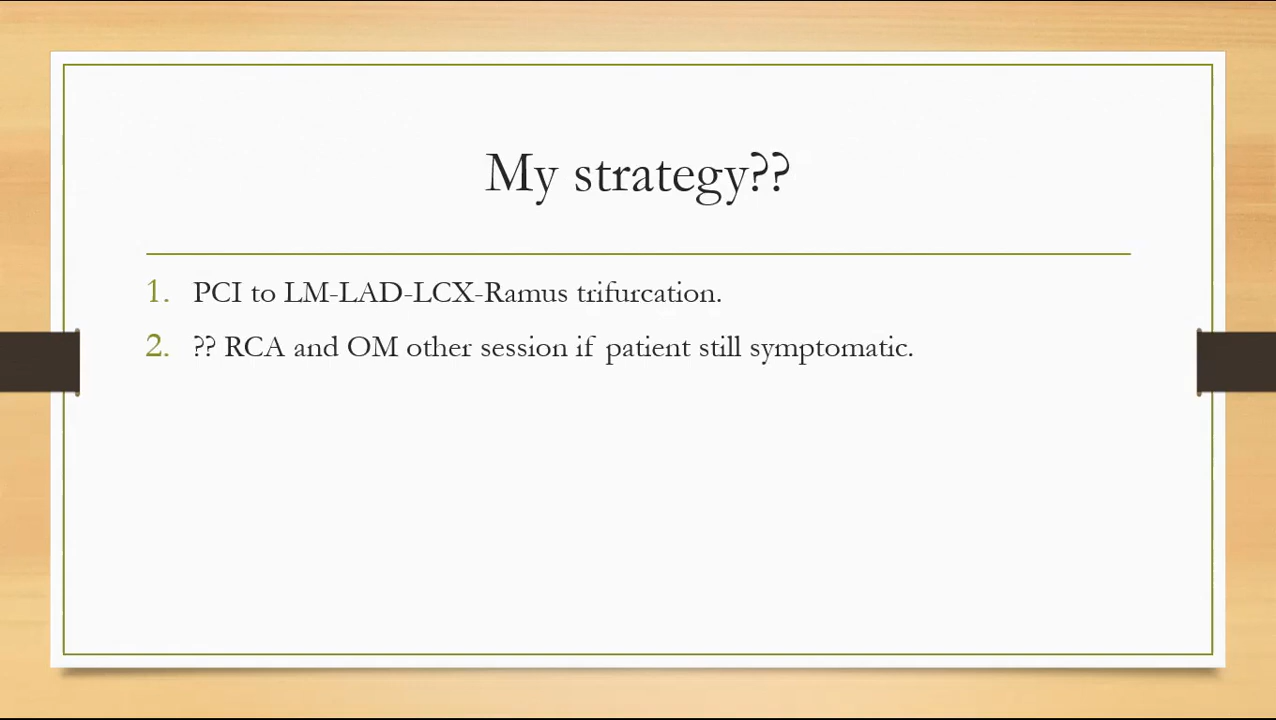 My strategy??
1. PCI to LM-LAD-LCX-Ramus trifurcation.
2. ?? RCA and OM other session if patient still symptomatic.